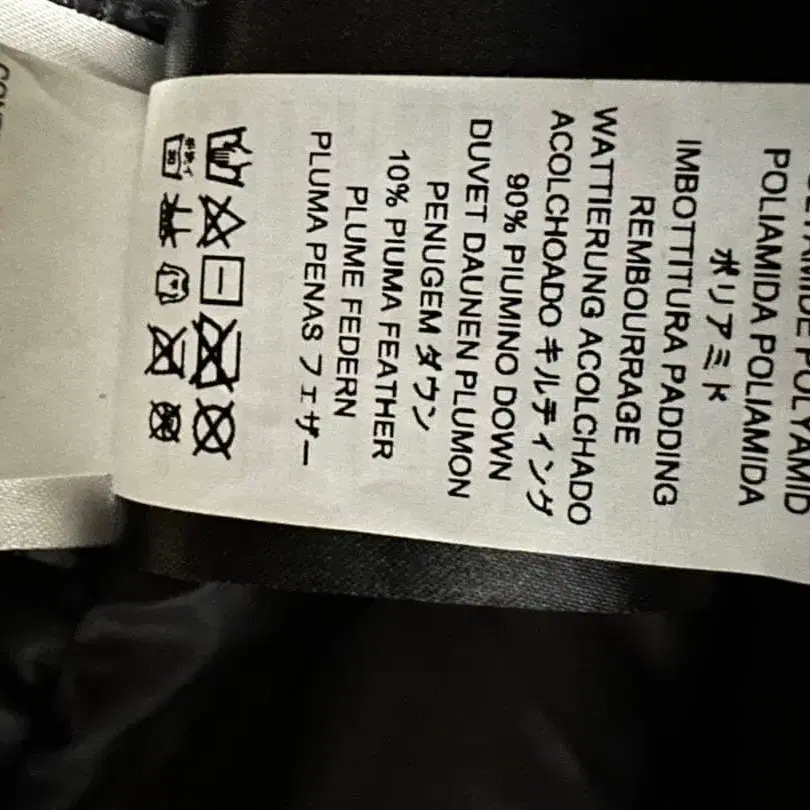 POLYAMID
POLIAMIDA POLIAMIDA
ポリアミド
IMBOTTITURA PADDING
REMBOURRAGE
WATTIERUNG ACOLCHADO
ACOLCHOADO キルティング
90% PIUMINO DOWN
DUVET DAUNEN PLUMON
PENUGEM ダウン
10% PIUMA FEATHER
PLUME FEDERN
PLUMA PENAS フェザー